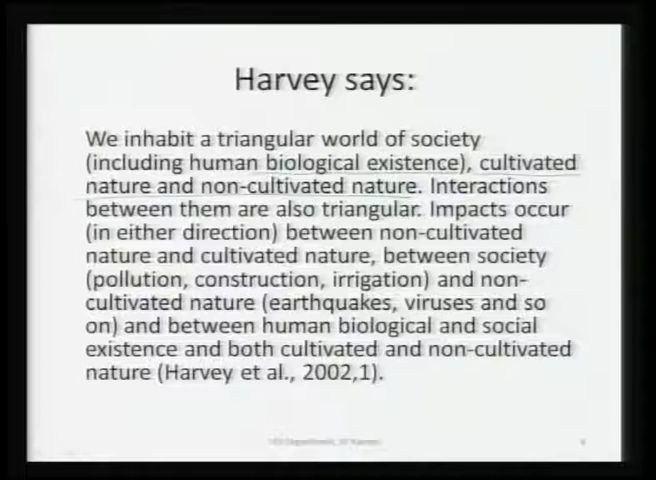 Harvey says:
We inhabit a triangular world of society
(including human biological existence), cultivated
nature and non-cultivated nature. Interactions
between them are also triangular. Impacts occur
(in either direction) between non-cultivated
nature and cultivated nature, between society
(pollution, construction, irrigation) and non-
cultivated nature (earthquakes, viruses and so
on) and between human biological and social
existence and both cultivated and non-cultivated
nature (Harvey et al., 2002,1).